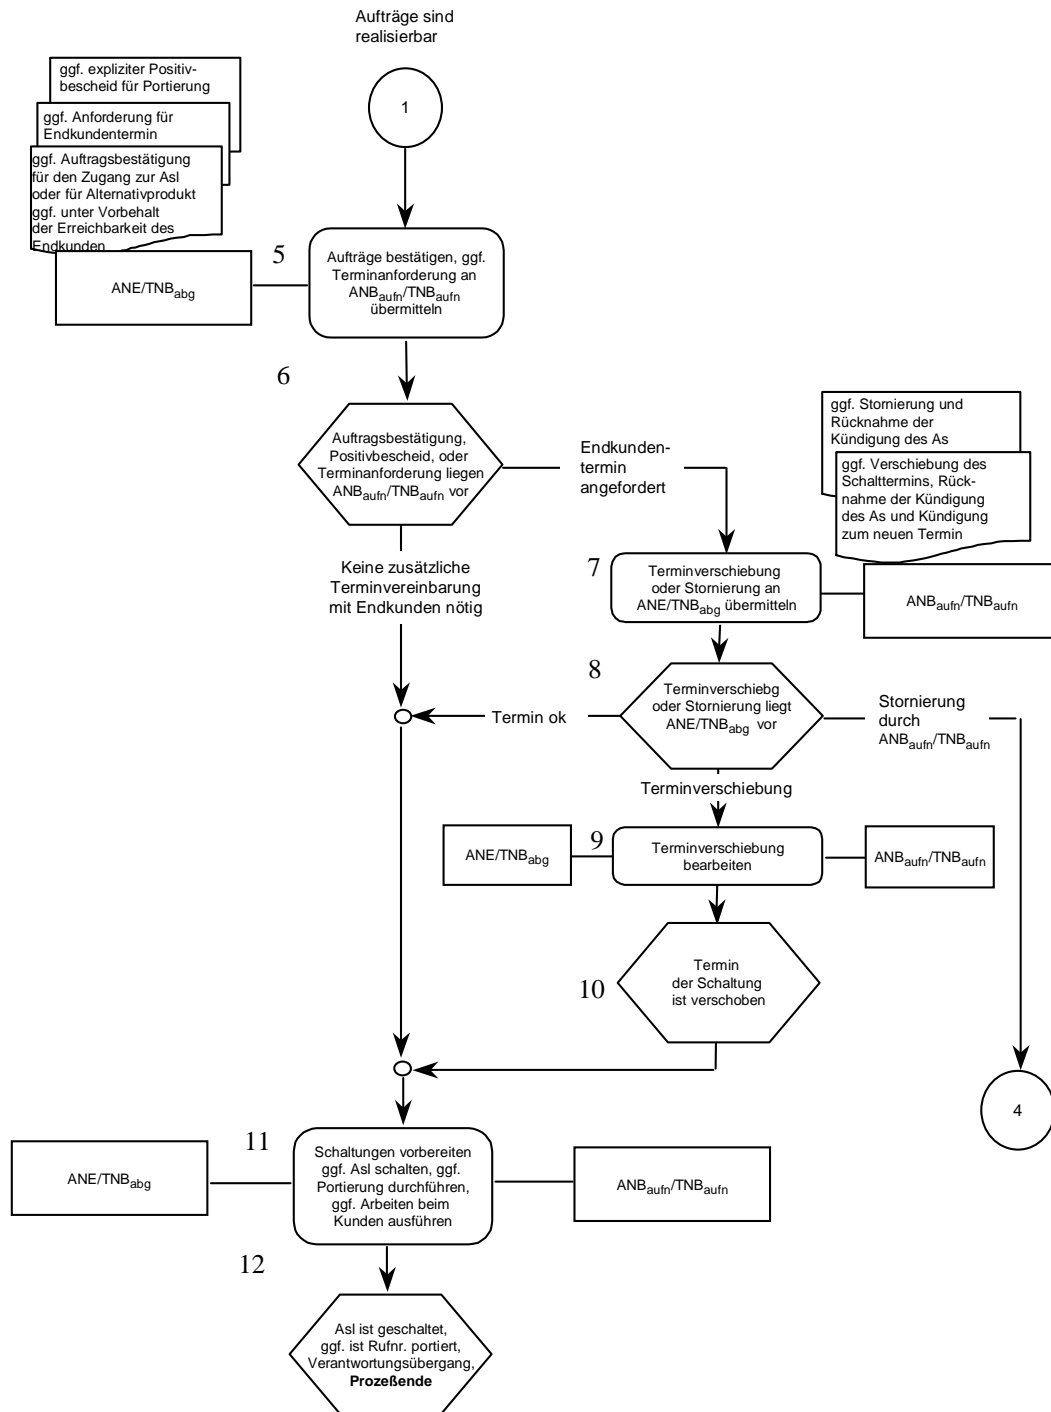 Aufträge sind
realisierbar
1
ggf. expliziter Positiv-
bescheid für Portierung
ggf. Anforderung für
Endkundentermin
ggf. Auftragsbestätigung
für den Zugang zur Asl
oder für Alternativprodukt
ggf. unter Vorbehalt
der Erreichbarkeit des
Endkunden
ANE/TNBabg
5
Aufträge bestätigen, ggf.
Terminanforderung an
ANBaufn/TNBaufn
übermitteln
6
Auftragsbestätigung,
Positivbescheid, oder
Terminanforderung liegen
ANBaufn/TNBaufn vor
Endkunden-
termin
angefordert
ggf. Stornierung und
Rücknahme der
Kündigung des As
ggf. Verschiebung des
Schalttermins, Rück-
nahme der Kündigung
des As und Kündigung
zum neuen Termin
Keine zusätzliche
Terminvereinbarung
mit Endkunden nötig
7
Terminverschiebung
oder Stornierung an
ANE/TNBabg übermitteln
ANBaufn/TNBaufn
8
Terminverschiebg
oder Stornierung liegt
ANE/TNBabg vor
Termin ok
Stornierung
durch
ANBaufn/TNBaufn
Terminverschiebung
ANE/TNBabg
9
Terminverschiebung
bearbeiten
ANBaufn/TNBaufn
10
Termin
der Schaltung
ist verschoben
4
ANE/TNBabg
11
Schaltungen vorbereiten
ggf. Asl schalten, ggf.
Portierung durchführen,
ggf. Arbeiten beim
Kunden ausführen
ANBaufn/TNBaufn
12
Asl ist geschaltet,
ggf. ist Rufnr. portiert,
Verantwortungsübergang,
Prozeßende